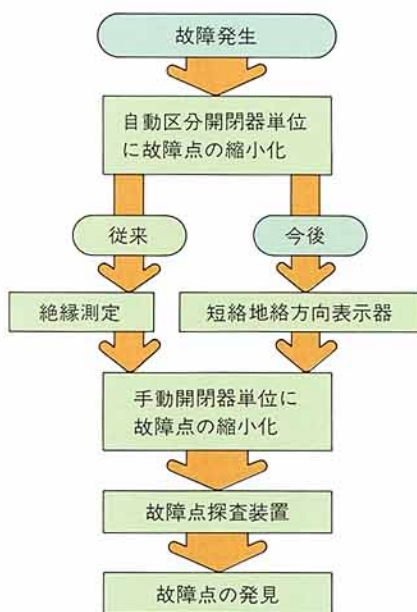 故障発生
自動区分開閉器単位
に故障点の縮小化
従来
今後
絶縁測定
短絡地絡方向表示器
手動開閉器単位に
故障点の縮小化
故障点探査装置
故障点の発見